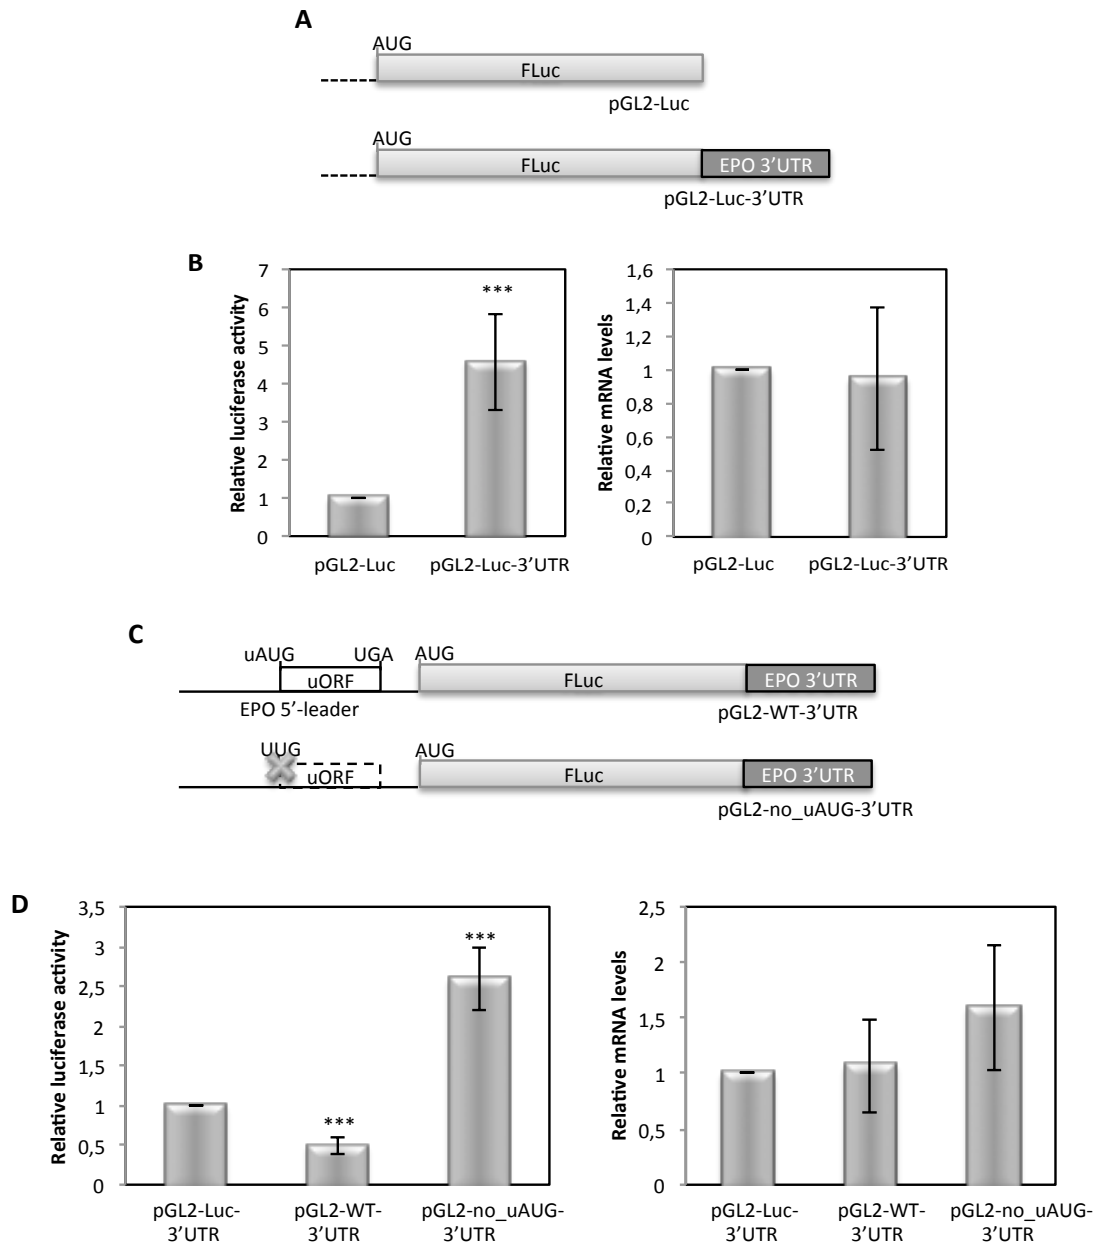 A
AUG
FLuc
pGL2-Luc
AUG
FLuc EPO 3’UTR
pGL2-Luc-3’UTR
B
Relative luciferase activity
7
6
5
4
3
2
1
0
***
pGL2-Luc pGL2-Luc-3’UTR
Relative mRNA levels
1,6
1,4
1,2
1
0,8
0,6
0,4
0,2
0
pGL2-Luc pGL2-Luc-3’UTR
C
uAUG UGA AUG
uORF FLuc EPO 3’UTR
EPO 5’-leader pGL2-WT-3’UTR
UUG AUG
uORF FLuc EPO 3’UTR
pGL2-no_uAUG-3’UTR
D
Relative luciferase activity
3,5
3
2,5
2
1,5
1
0,5
0
***
***
pGL2-Luc-3’UTR
pGL2-WT-3’UTR
pGL2-no_uAUG-3’UTR
Relative mRNA levels
2,5
2
1,5
1
0,5
0
pGL2-Luc-3’UTR
pGL2-WT-3’UTR
pGL2-no_uAUG-3’UTR